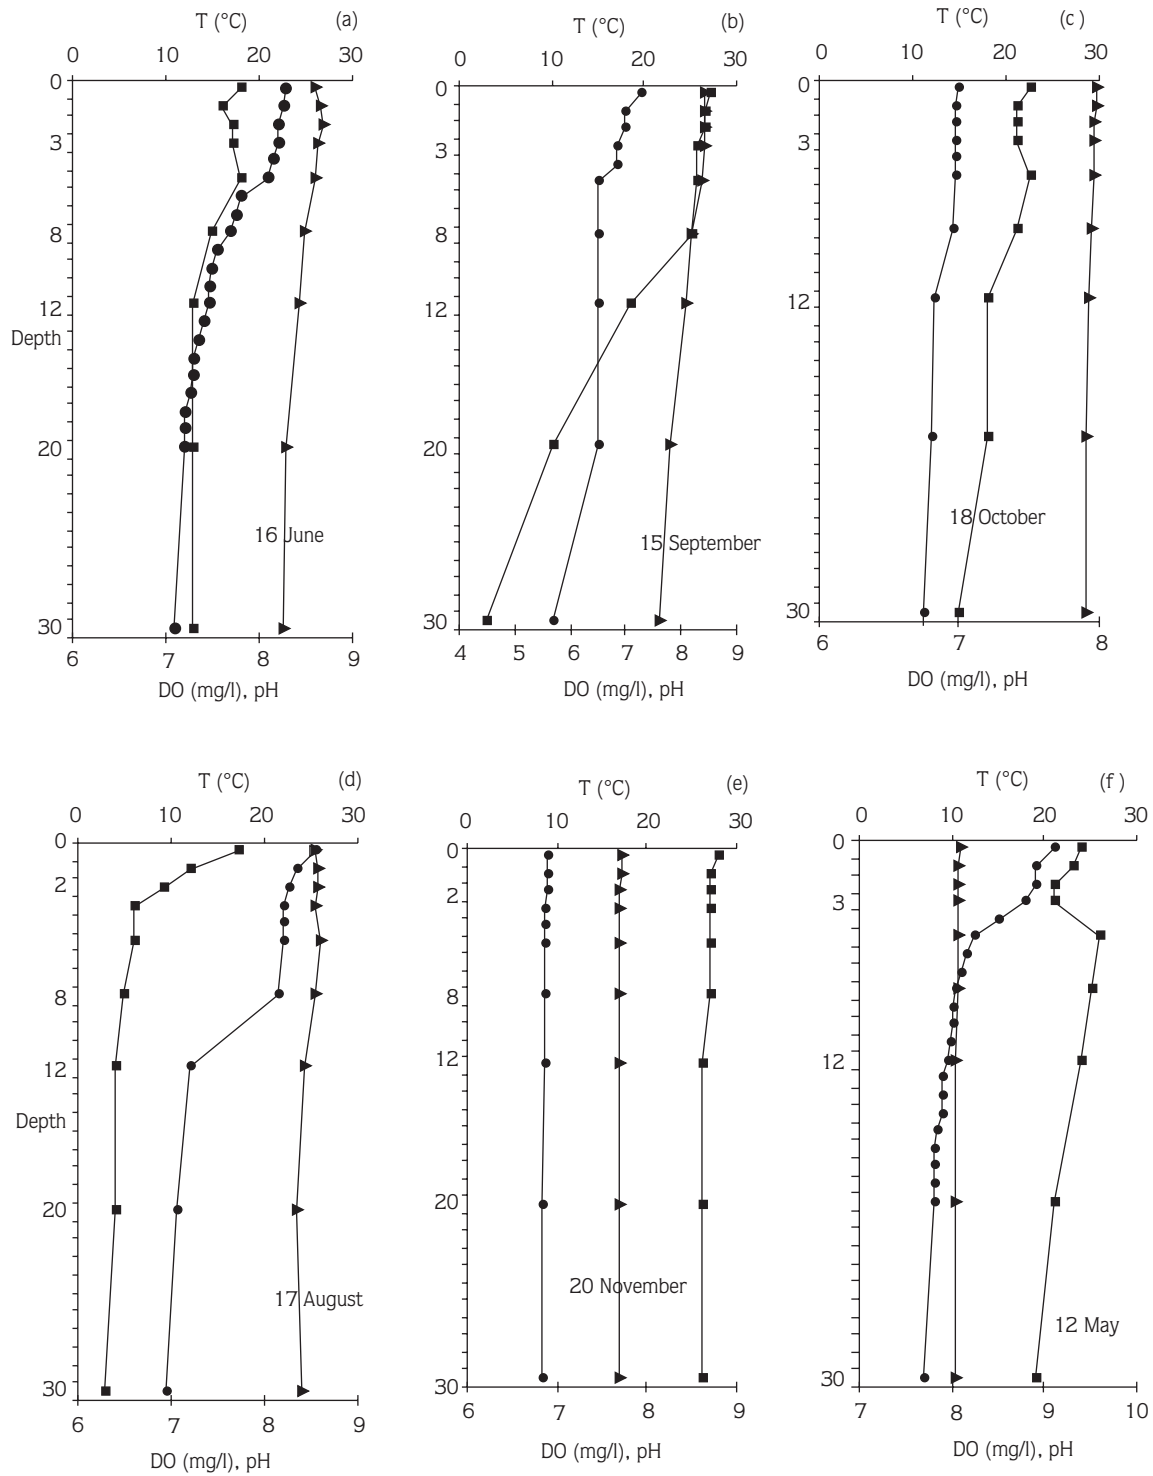 T (°C) (a)
0 10 20 30
0
3
8
12
Depth
20
16 June
30
6 7 8 9
DO (mg/l), pH
T (°C) (b)
0 10 20 30
0
3
8
12
20
15 September
30
4 5 6 7 8 9
DO (mg/l), pH
T (°C) (c)
0 10 20 30
0
3
12
18 October
30
6 7 8
DO (mg/l), pH
T (°C) (d)
0 10 20 30
0
2
8
12
Depth
20
17 August
30
6 7 8 9
DO (mg/l), pH
T (°C) (e)
0 10 20 30
0
2
8
12
20
20 November
30
6 7 8 9
DO (mg/l), pH
T (°C) (f )
0 10 20 30
0
3
12
12 May
30
7 8 9 10
DO (mg/l), pH